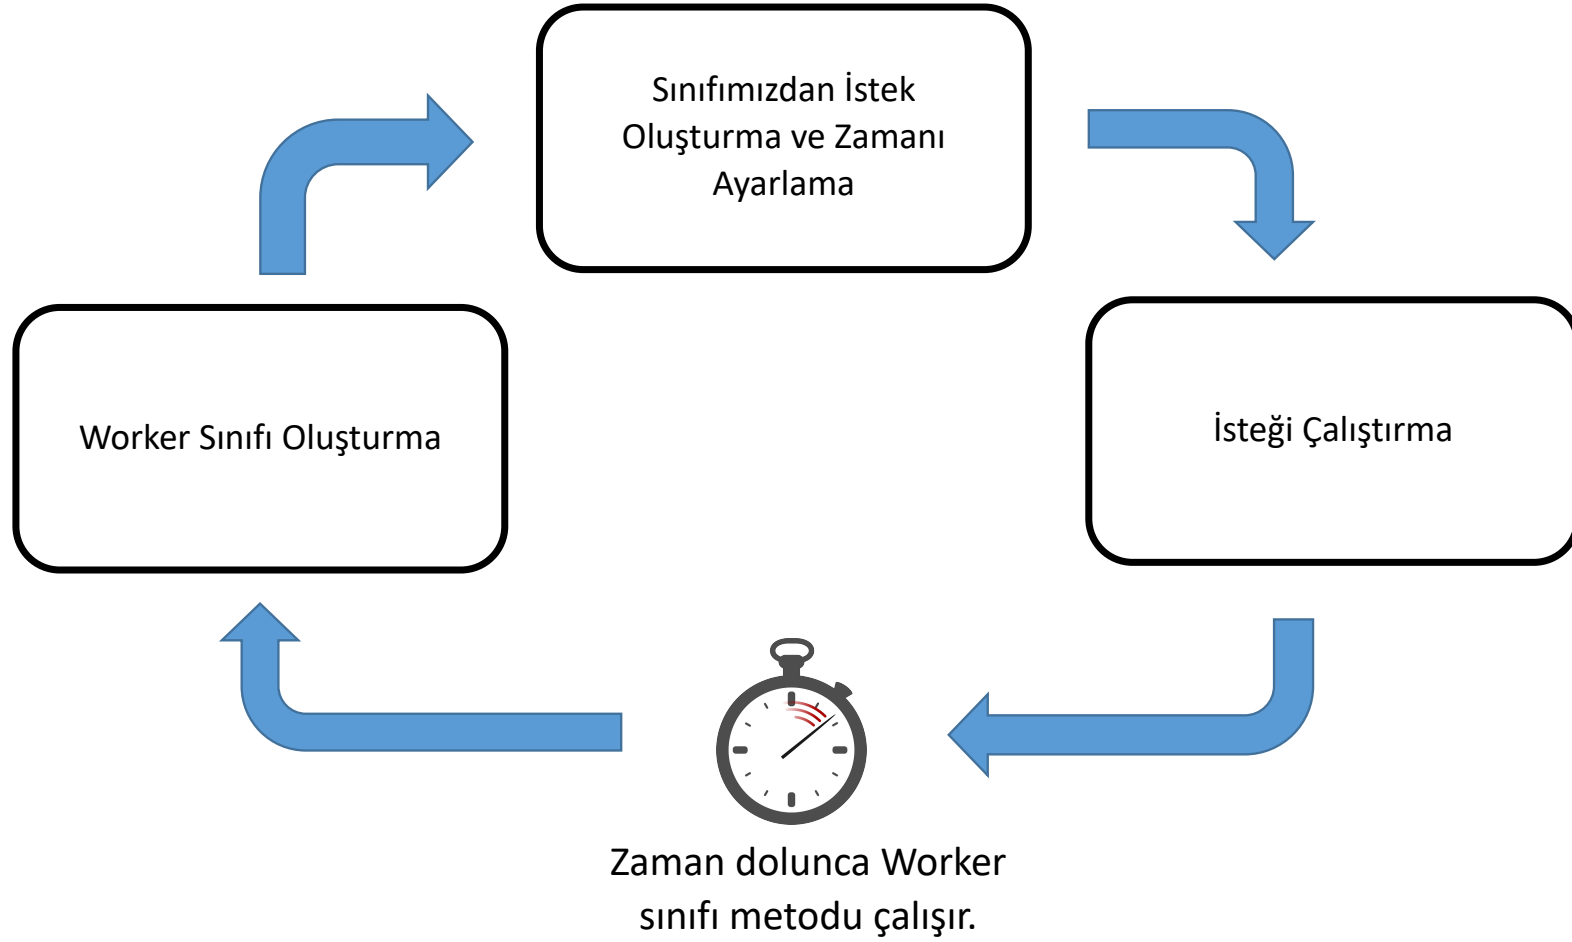 Sınıfımızdan İstek
Oluşturma ve Zamanı
Ayarlama
Worker Sınıfı Oluşturma
İsteği Çalıştırma
Zaman dolunca Worker
sınıfı metodu çalışır.